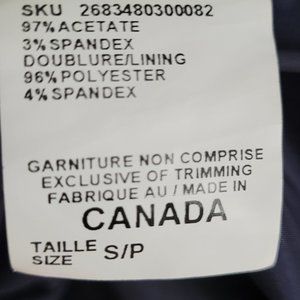 SKU 2683480300082
97% ACETATE
3% SPANDEX
DOUBLURE/LINING
96% POLYESTER
4% SPANDEX
GARNITURE NON COMPRISE
EXCLUSIVE OF TRIMMING
FABRIQUE AU / MADE IN
CANADA
TAILLE
SIZE S/P